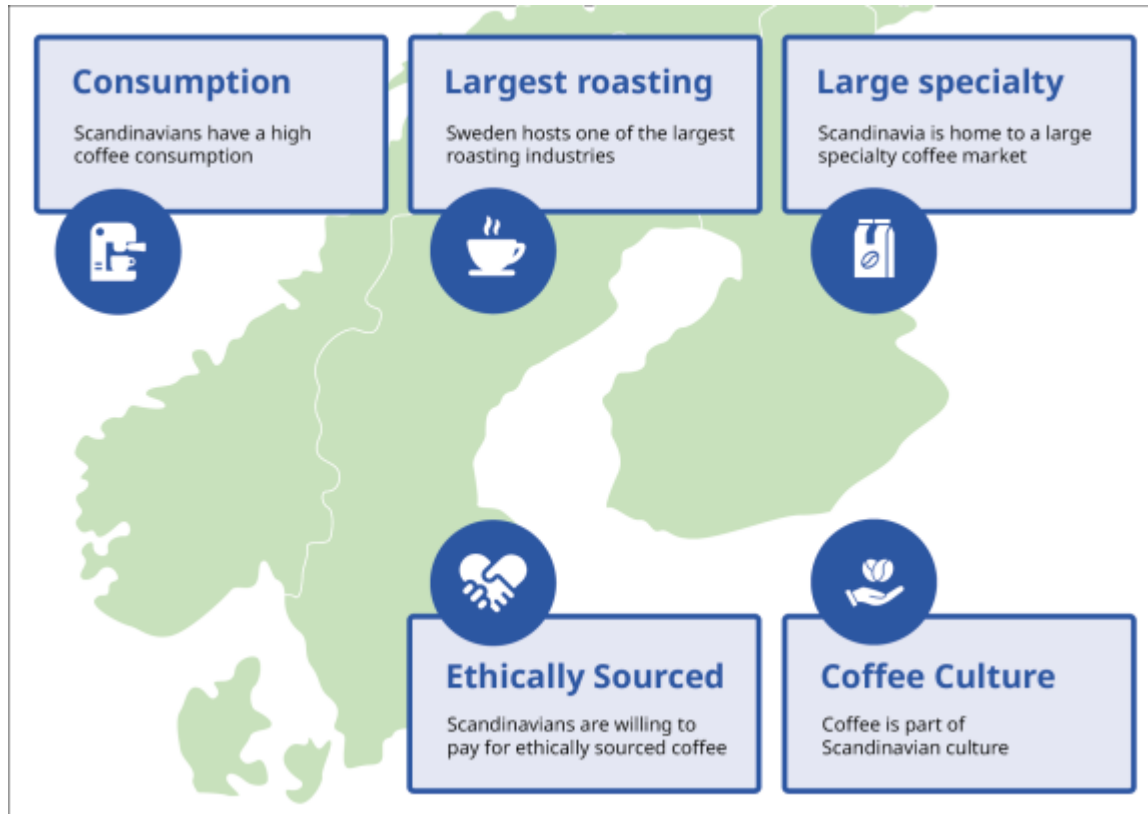 Consumption
Scandinavians have a high
coffee consumption
Largest roasting
Sweden hosts one of the largest
roasting industries
Large specialty
Scandinavia is home to a large
specialty coffee market
Ethically Sourced
Scandinavians are willing to
pay for ethically sourced coffee
Coffee Culture
Coffee is part of
Scandinavian culture